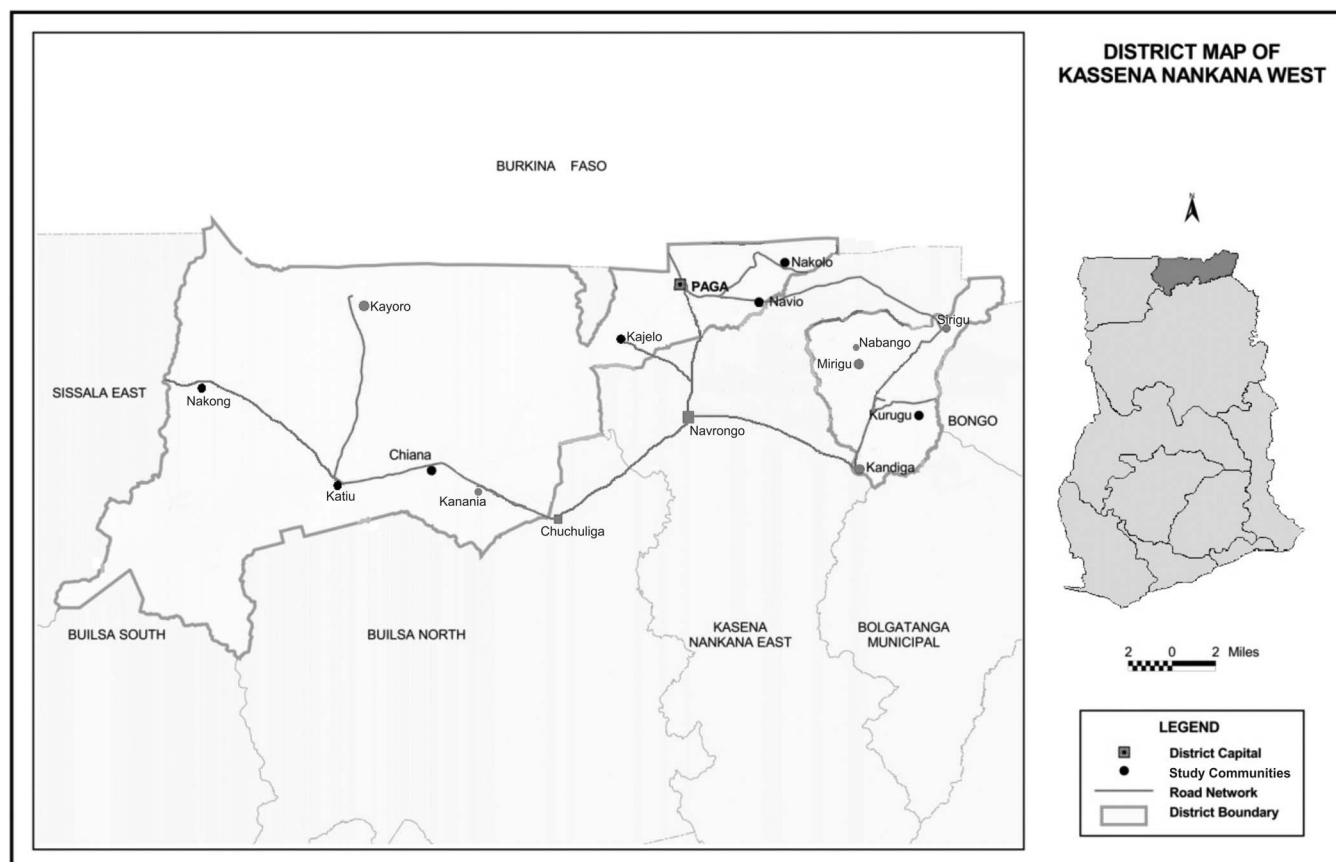 DISTRICT MAP OF
KASSENA NANKANA WEST
BURKINA FASO
Nakolo
PAGA
Navio
Kayoro
Sirigu
Kajelo
Nabango
Mirigu
SISSALA EAST
Nakong
Kurugu
BONGO
Navrongo
Chiana
Kandiga
Katiu
Kanania
Chuchuliga
BUILSA SOUTH
BUILSA NORTH
KASENA
NANKANA EAST
BOLGATANGA
MUNICIPAL
N
2 0 2 Miles
LEGEND
District Capital
Study Communities
Road Network
District Boundary